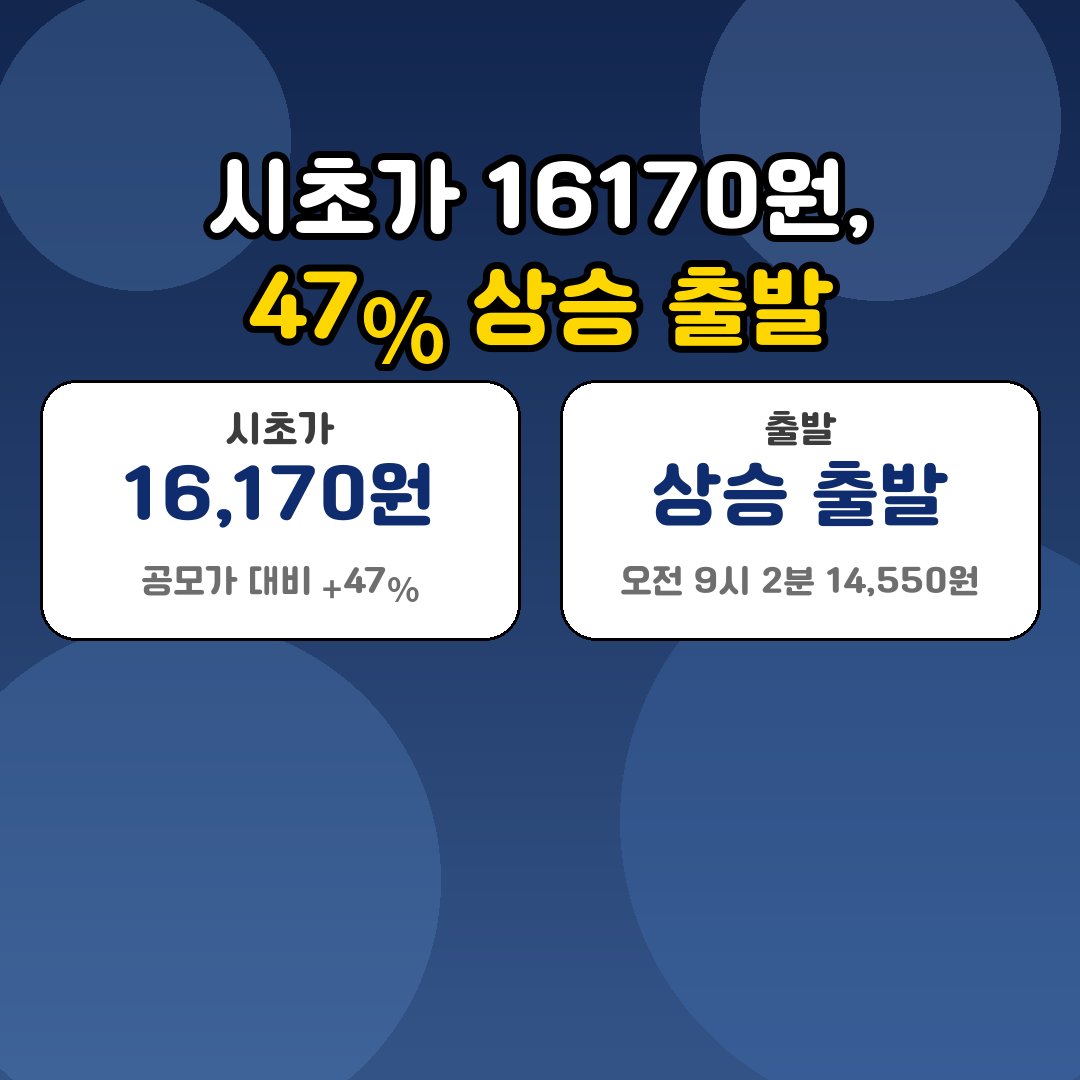 시초가 16170원,
47% 상승 출발
시초가
16,170원
공모가 대비 +47%
출발
상승 출발
오전 9시 2분 14,550원